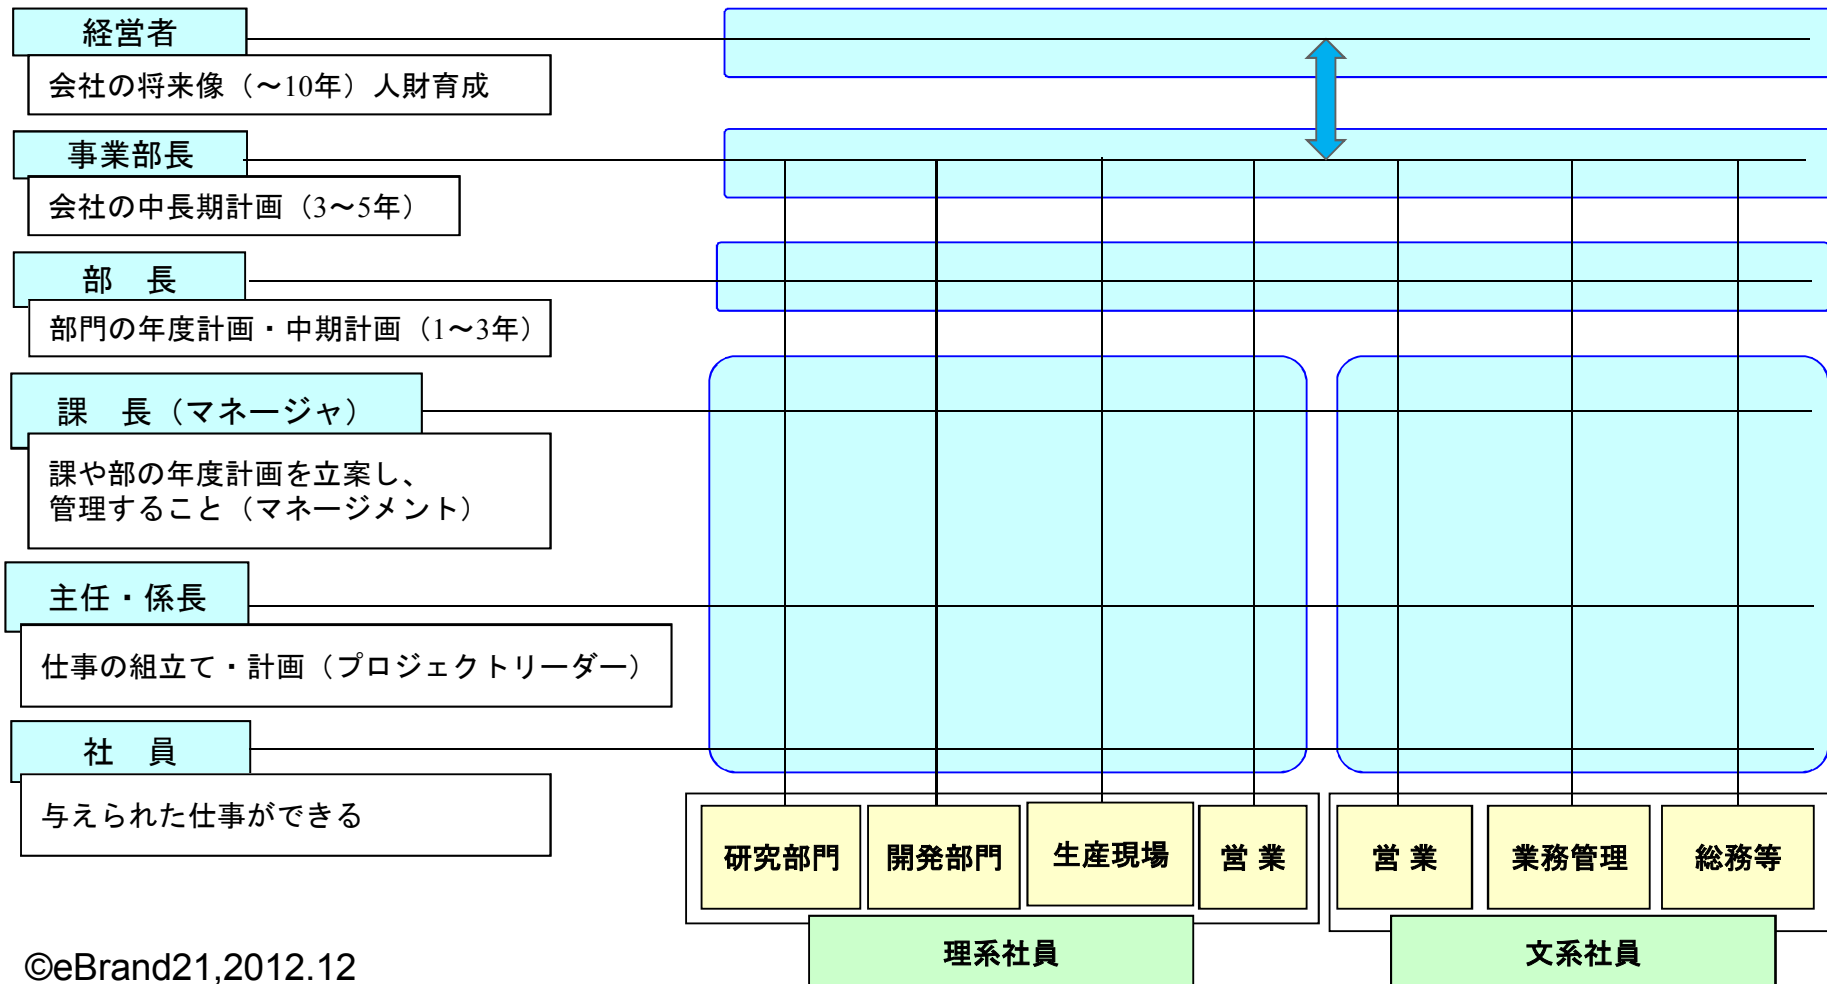 経営者
会社の将来像（～10年）人財育成
事業部長
会社の中長期計画（3～5年）
部　長
部門の年度計画・中期計画（1～3年）
課　長（マネージャ）
課や部の年度計画を立案し、
管理すること（マネージメント）
主任・係長
仕事の組立て・計画（プロジェクトリーダー）
社　員
与えられた仕事ができる
研究部門
開発部門
生産現場
営 業
営 業
業務管理
総務等
理系社員
文系社員
©eBrand21,2012.12